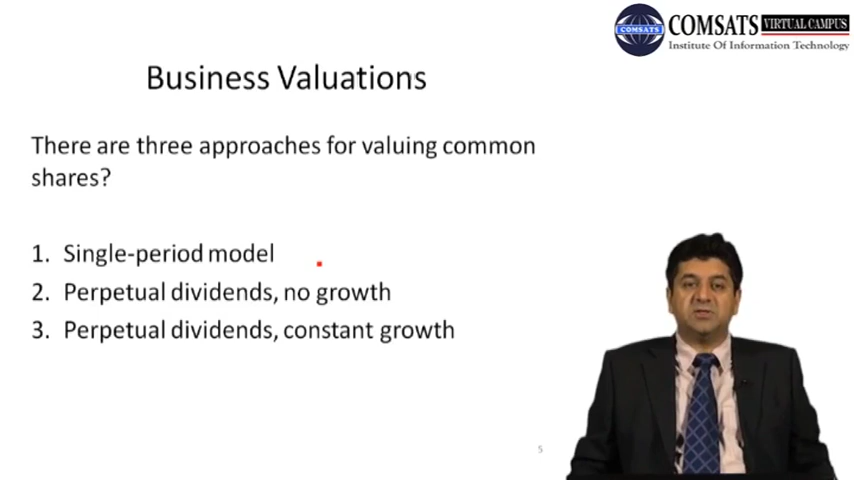 COMSATS
COMSATS VIRTUAL CAMPUS
Institute Of Information Technology
Business Valuations
There are three approaches for valuing common
shares?
1. Single-period model
2. Perpetual dividends, no growth
3. Perpetual dividends, constant growth
5